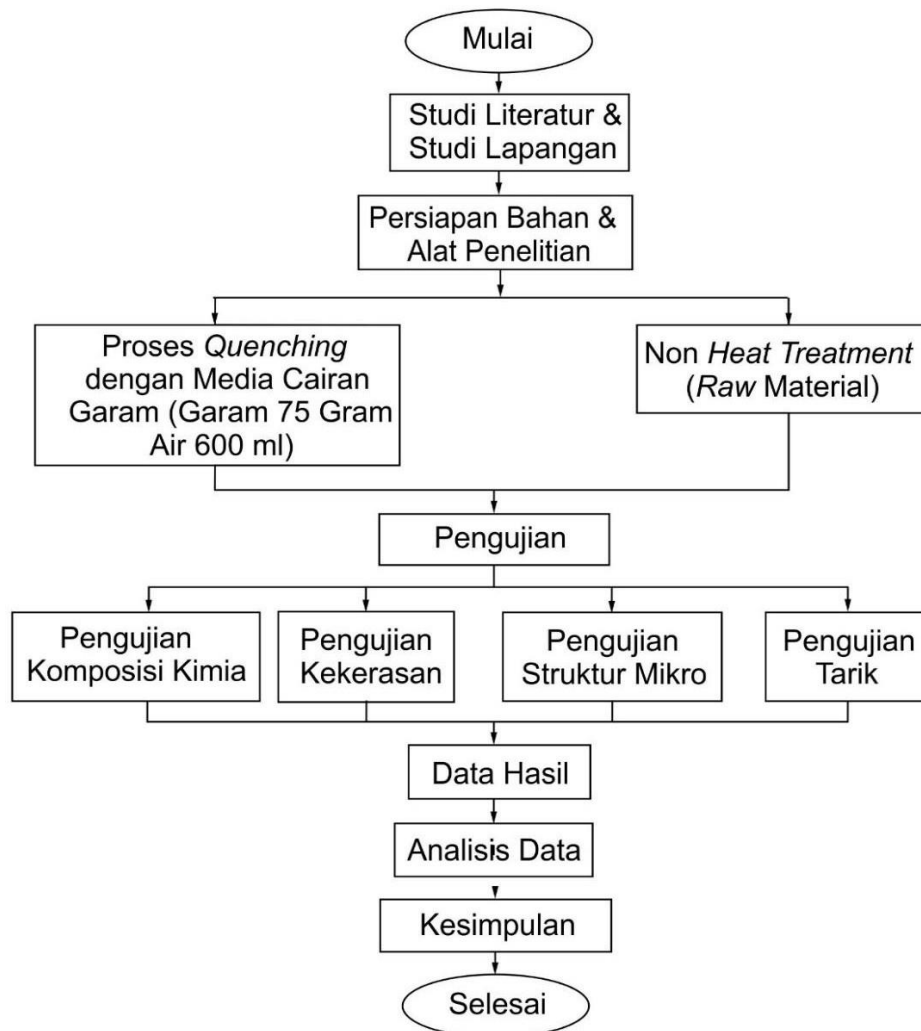 Mulai
Studi Literatur &
Studi Lapangan
Persiapan Bahan &
Alat Penelitian
Proses Quenching
dengan Media Cairan
Garam (Garam 75 Gram
Air 600 ml)
Non Heat Treatment
(Raw Material)
Pengujian
Pengujian
Komposisi Kimia
Pengujian
Kekerasan
Pengujian
Struktur Mikro
Pengujian
Tarik
Data Hasil
Analisis Data
Kesimpulan
Selesai